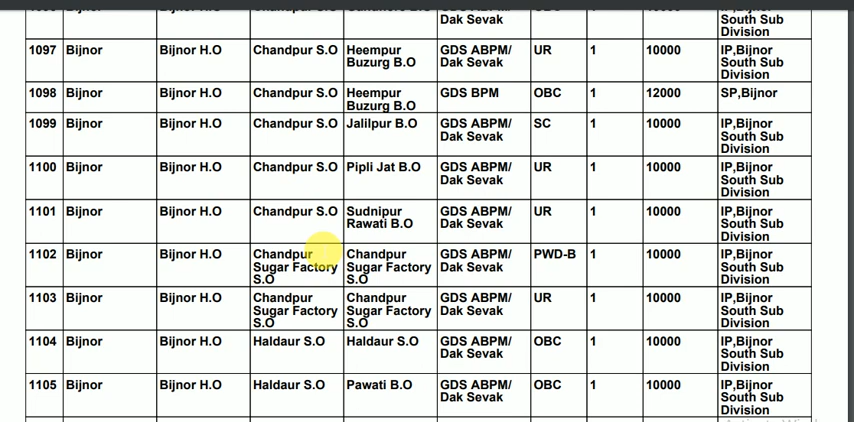 Dak Sevak South Sub
Division
1097 Bijnor Bijnor H.O Chandpur S.O Heempur GDS ABPM/ UR 1 10000 IP,Bijnor
Buzurg B.O Dak Sevak South Sub
Division
1098 Bijnor Bijnor H.O Chandpur S.O Heempur GDS BPM OBC 1 12000 SP,Bijnor
Buzurg B.O
1099 Bijnor Bijnor H.O Chandpur S.O Jalilpur B.O GDS ABPM/ SC 1 10000 IP,Bijnor
Dak Sevak South Sub
Division
1100 Bijnor Bijnor H.O Chandpur S.O Pipli Jat B.O GDS ABPM/ UR 1 10000 IP,Bijnor
Dak Sevak South Sub
Division
1101 Bijnor Bijnor H.O Chandpur S.O Sudnipur GDS ABPM/ UR 1 10000 IP,Bijnor
Rawati B.O Dak Sevak South Sub
Division
1102 Bijnor Bijnor H.O Chandpur Chandpur GDS ABPM/ PWD-B 1 10000 IP,Bijnor
Sugar Factory Sugar Factory Dak Sevak South Sub
S.O S.O Division
1103 Bijnor Bijnor H.O Chandpur Chandpur GDS ABPM/ UR 1 10000 IP,Bijnor
Sugar Factory Sugar Factory Dak Sevak South Sub
S.O S.O Division
1104 Bijnor Bijnor H.O Haldaur S.O Haldaur S.O GDS ABPM/ OBC 1 10000 IP,Bijnor
Dak Sevak South Sub
Division
1105 Bijnor Bijnor H.O Haldaur S.O Pawati B.O GDS ABPM/ OBC 1 10000 IP,Bijnor
Dak Sevak South Sub
Division